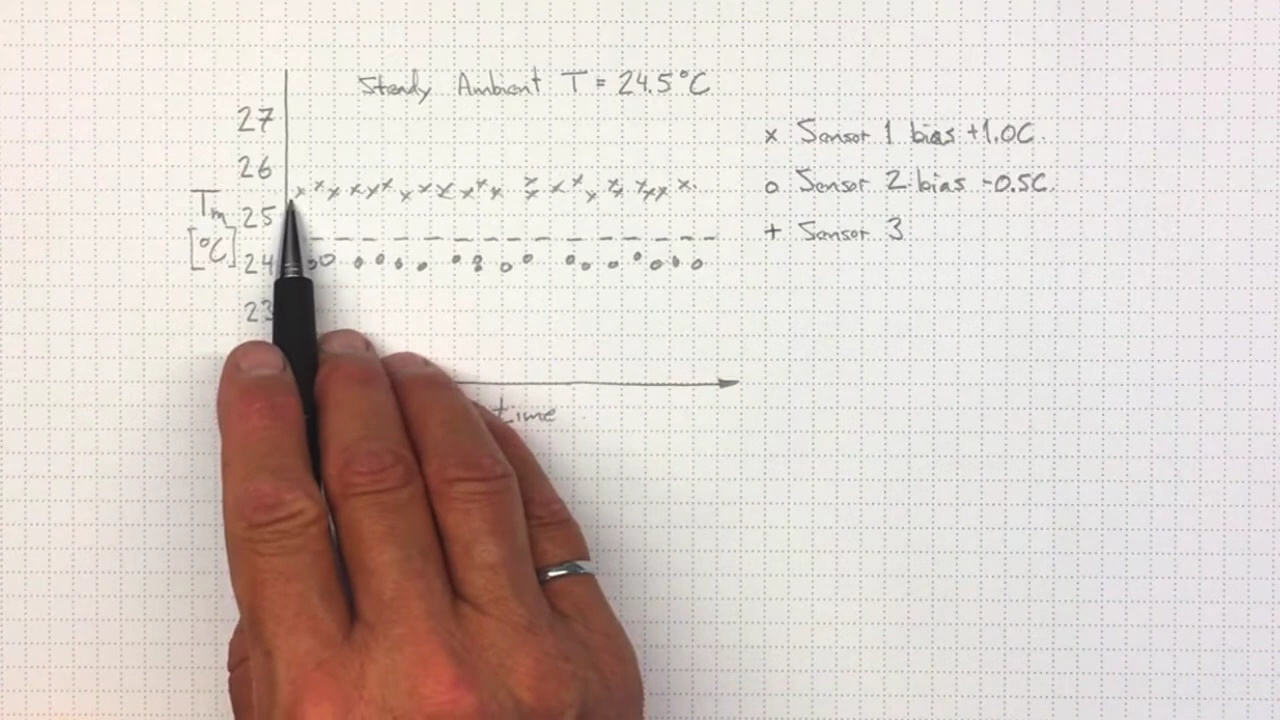 Steady Ambient T = 24.5°C
27
26
25
24
23
Tm
[°C]
time
x Sensor 1 bias +1.0C.
o Sensor 2 bias -0.5C.
+ Sensor 3